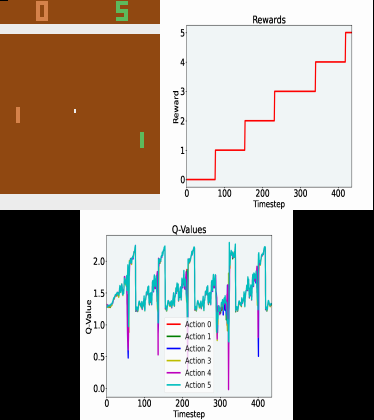 0 5
Rewards
5
4
3
2
1
0
Reward
0 100 200 300 400
Timestep
Q-Values
2.0
1.5
1.0
0.5
0.0
Q-Value
Action 0
Action 1
Action 2
Action 3
Action 4
Action 5
0 100 200 300 400
Timestep